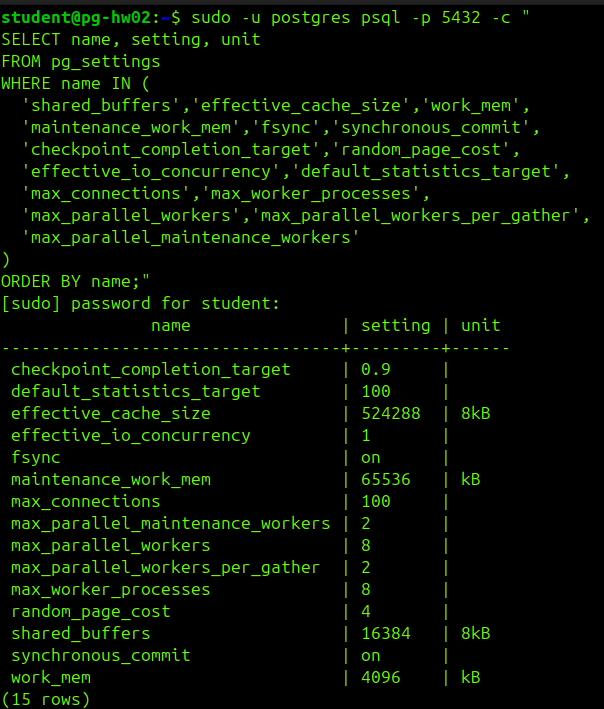 student@pg-hw02:~$ sudo -u postgres psql -p 5432 -c "
SELECT name, setting, unit
FROM pg_settings
WHERE name IN (
  'shared_buffers','effective_cache_size','work_mem',
  'maintenance_work_mem','fsync','synchronous_commit',
  'checkpoint_completion_target','random_page_cost',
  'effective_io_concurrency','default_statistics_target',
  'max_connections','max_worker_processes',
  'max_parallel_workers','max_parallel_workers_per_gather',
  'max_parallel_maintenance_workers'
)
ORDER BY name;"
[sudo] password for student:
               name               | setting | unit
----------------------------------+---------+------
 checkpoint_completion_target     | 0.9     |
 default_statistics_target        | 100     |
 effective_cache_size             | 524288  | 8kB
 effective_io_concurrency         | 1       |
 fsync                            | on      |
 maintenance_work_mem             | 65536   | kB
 max_connections                  | 100     |
 max_parallel_maintenance_workers | 2       |
 max_parallel_workers             | 8       |
 max_parallel_workers_per_gather  | 2       |
 max_worker_processes             | 8       |
 random_page_cost                 | 4       |
 shared_buffers                   | 16384   | 8kB
 synchronous_commit               | on      |
 work_mem                         | 4096    | kB
(15 rows)